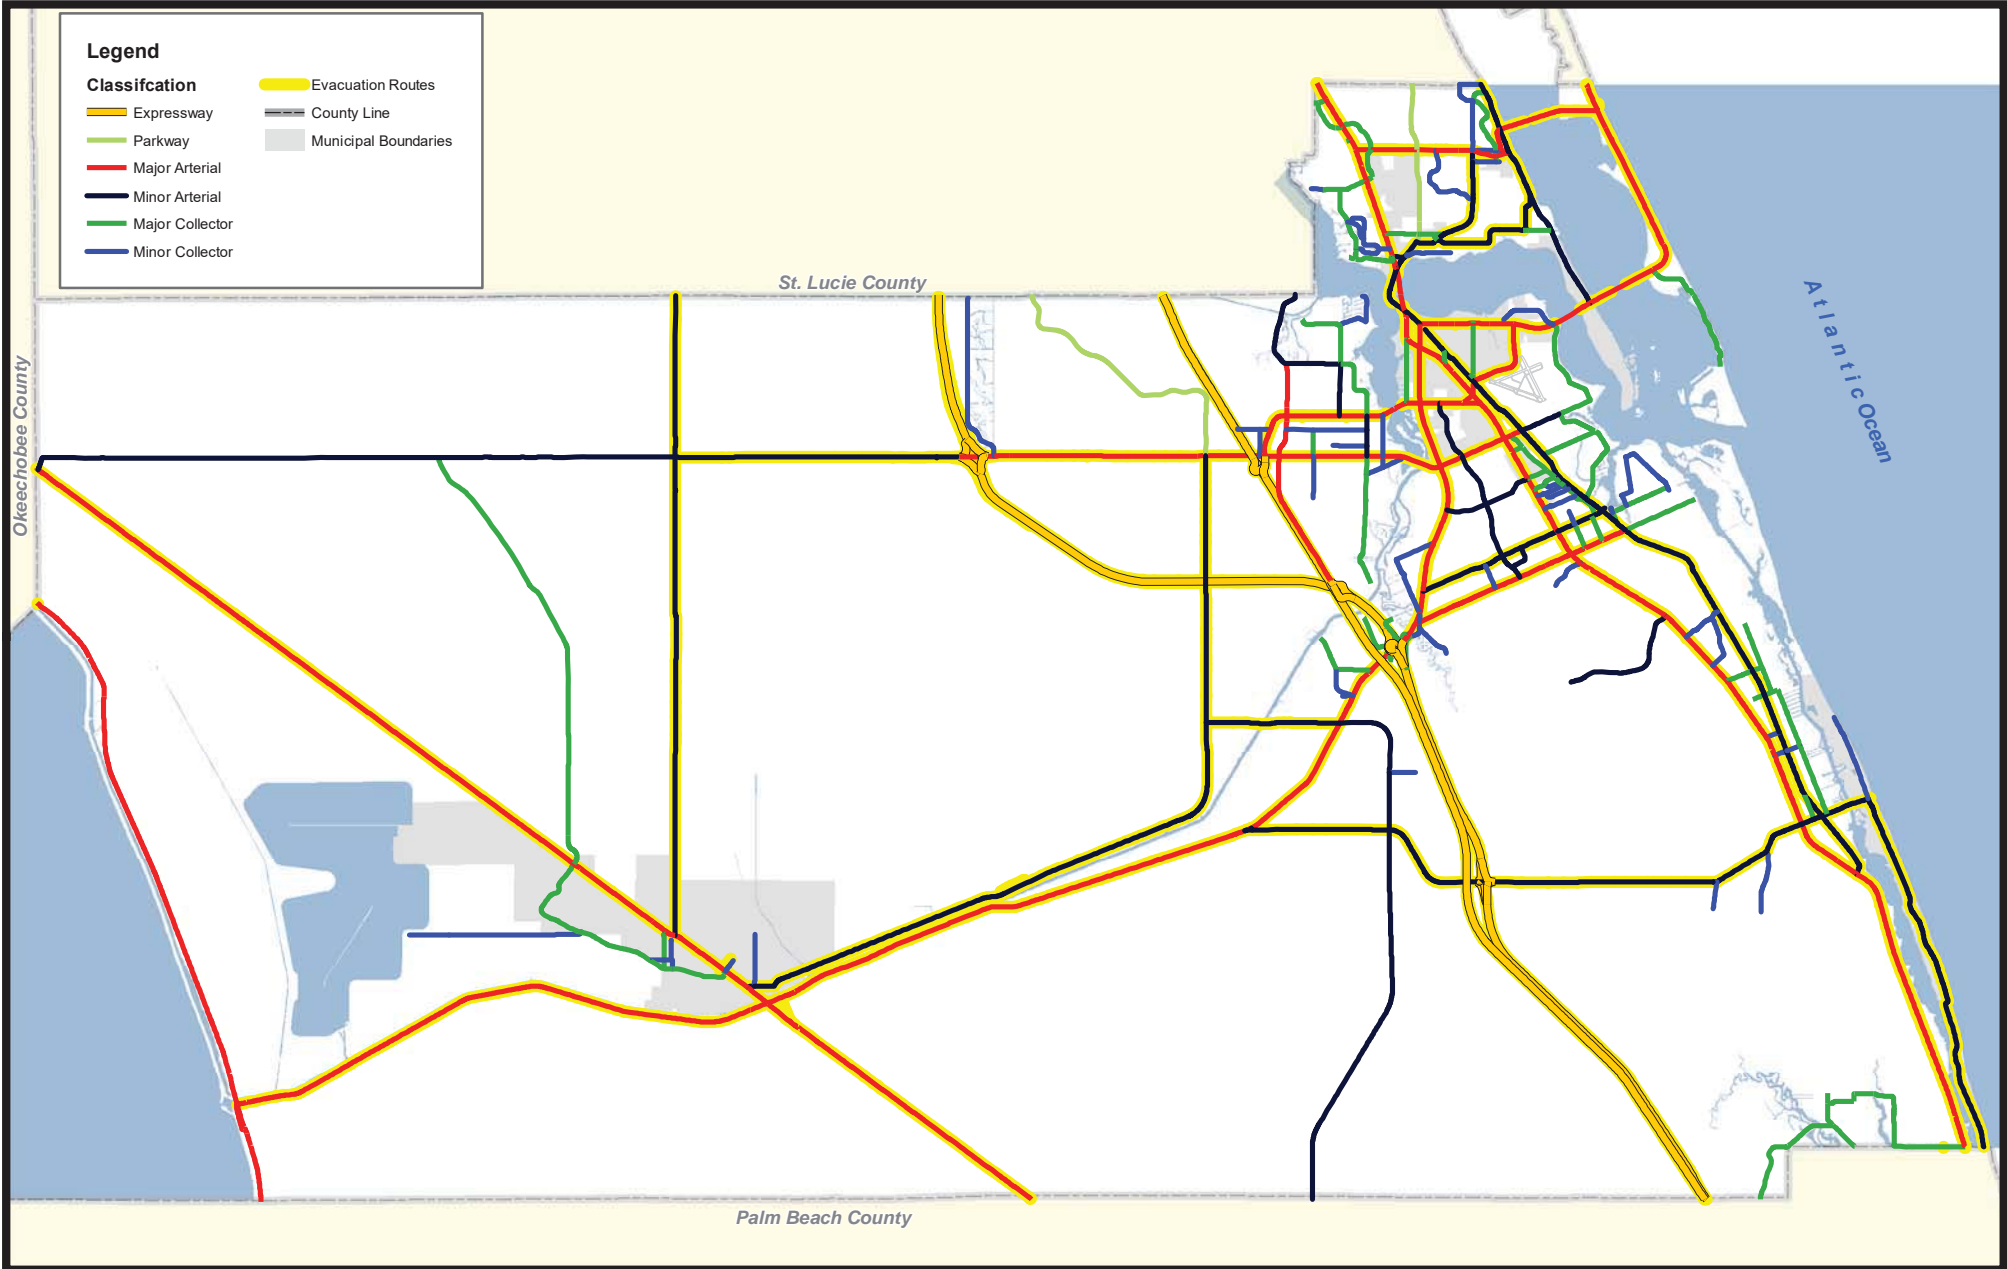 Legend
Classifcation
Expressway
Parkway
Major Arterial
Minor Arterial
Major Collector
Minor Collector
Evacuation Routes
County Line
Municipal Boundaries
St. Lucie County
Okeechobee County
Atlantic Ocean
Palm Beach County